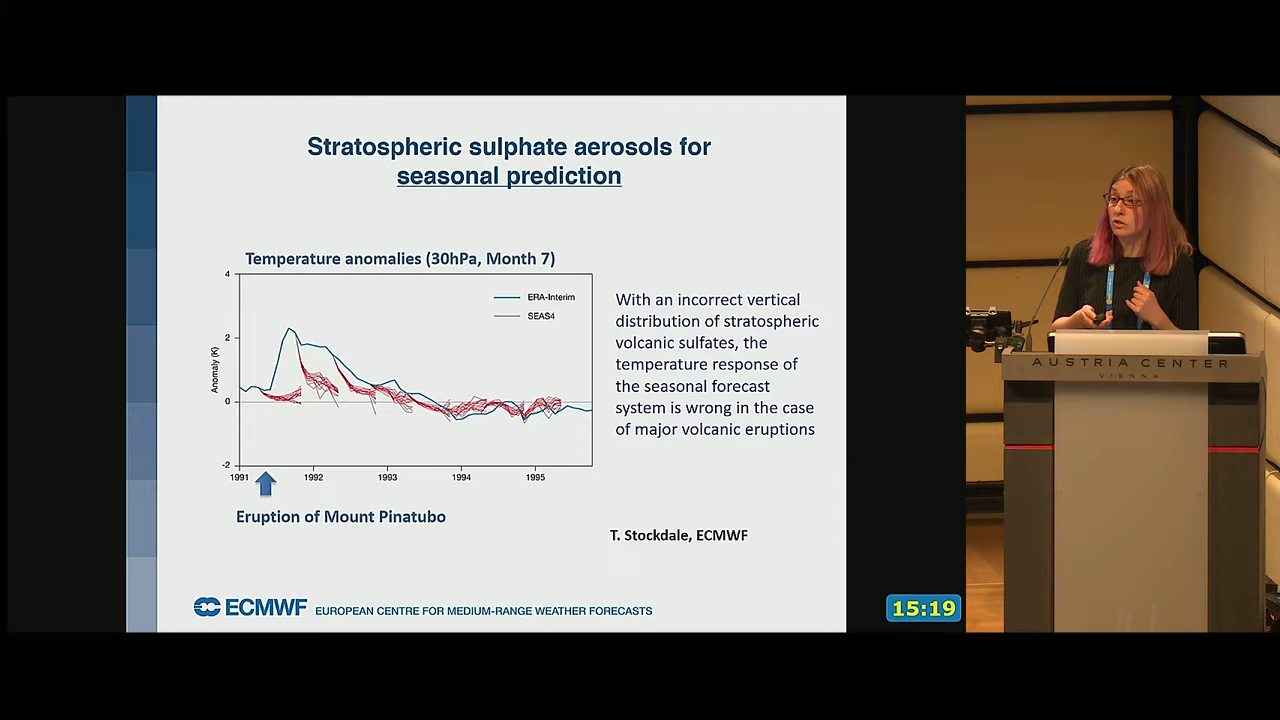 Stratospheric sulphate aerosols for
seasonal prediction
Temperature anomalies (30hPa, Month 7)
4
2
0
-2
Anomaly (K)
ERA-Interim
SEAS4
1991
1992
1993
1994
1995
Eruption of Mount Pinatubo
With an incorrect vertical
distribution of stratospheric
volcanic sulfates, the
temperature response of
the seasonal forecast
system is wrong in the case
of major volcanic eruptions
T. Stockdale, ECMWF
ECMWF EUROPEAN CENTRE FOR MEDIUM-RANGE WEATHER FORECASTS
15:19
AUSTRIA CENTER
VIENNA